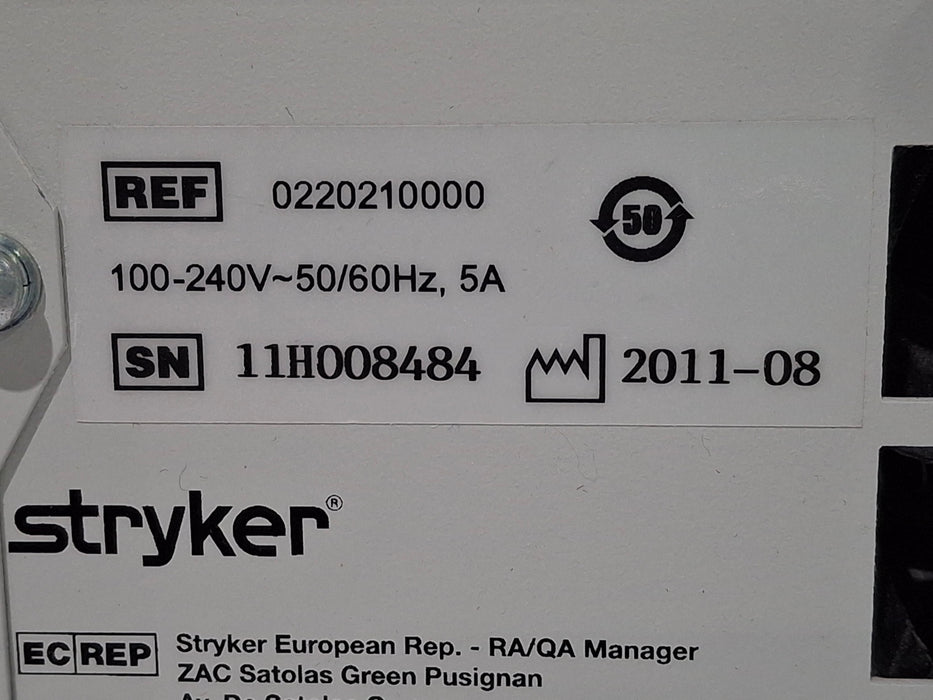 REF 0220210000
50
100-240V~50/60Hz, 5A
SN 11H008484 2011-08
stryker®
EC REP Stryker European Rep. - RA/QA Manager
ZAC Satolas Green Pusignan